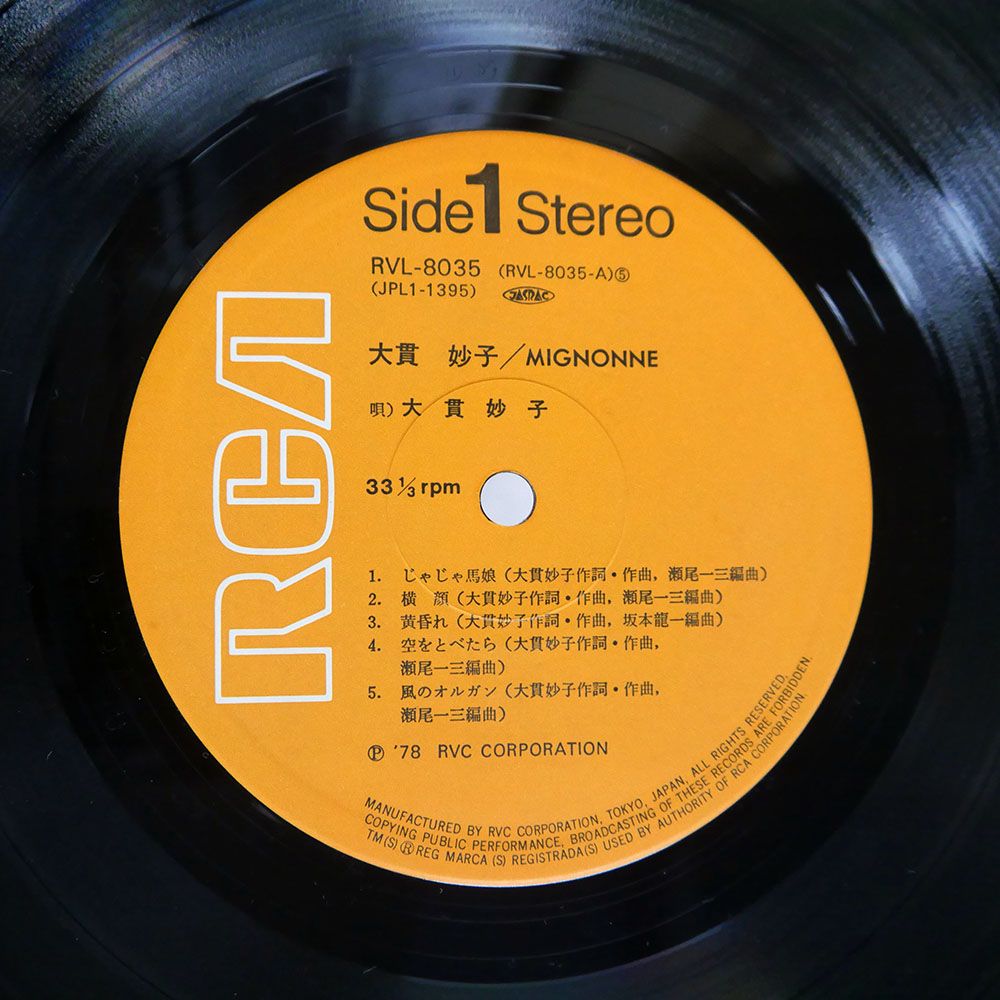 Side 1 Stereo
RVL-8035 (RVL-8035-A)⑤
(JPL1-1395) JASRAC
大貫 妙子／MIGNONNE
唄）大貫妙子
33 1/3 rpm
RCA
1. じゃじゃ馬娘（大貫妙子作詞・作曲，瀬尾一三編曲）
2. 横 顔（大貫妙子作詞・作曲，瀬尾一三編曲）
3. 黄昏れ（大貫妙子作詞・作曲，坂本龍一編曲）
4. 空をとべたら（大貫妙子作詞・作曲，
瀬尾一三編曲）
5. 風のオルガン（大貫妙子作詞・作曲，
瀬尾一三編曲）
Ⓟ '78 RVC CORPORATION
MANUFACTURED BY RVC CORPORATION, TOKYO, JAPAN, ALL RIGHTS RESERVED,
COPYING PUBLIC PERFORMANCE, BROADCASTING OF THESE RECORDS ARE FORBIDDEN.
TM(S) Ⓡ REG MARCA (S) REGISTRADA(S) USED BY AUTHORITY OF RCA CORPORATION.